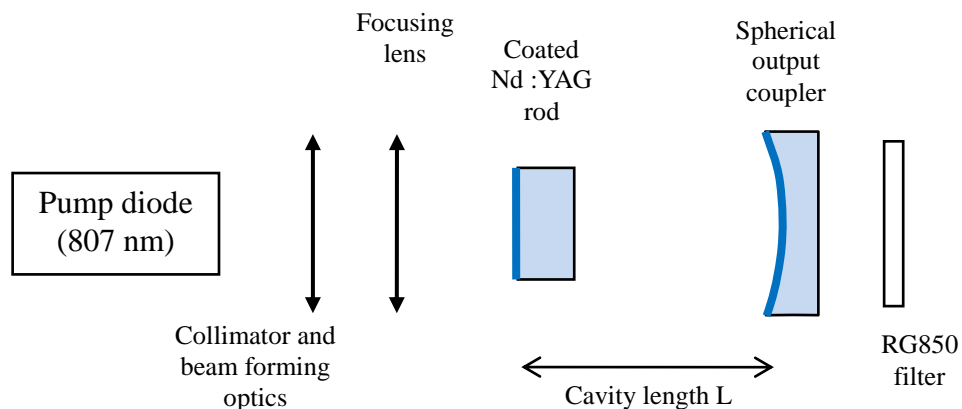 Focusing
lens
Coated
Nd :YAG
rod
Spherical
output
coupler
Pump diode
(807 nm)
Collimator and
beam forming
optics
Cavity length L
RG850
filter